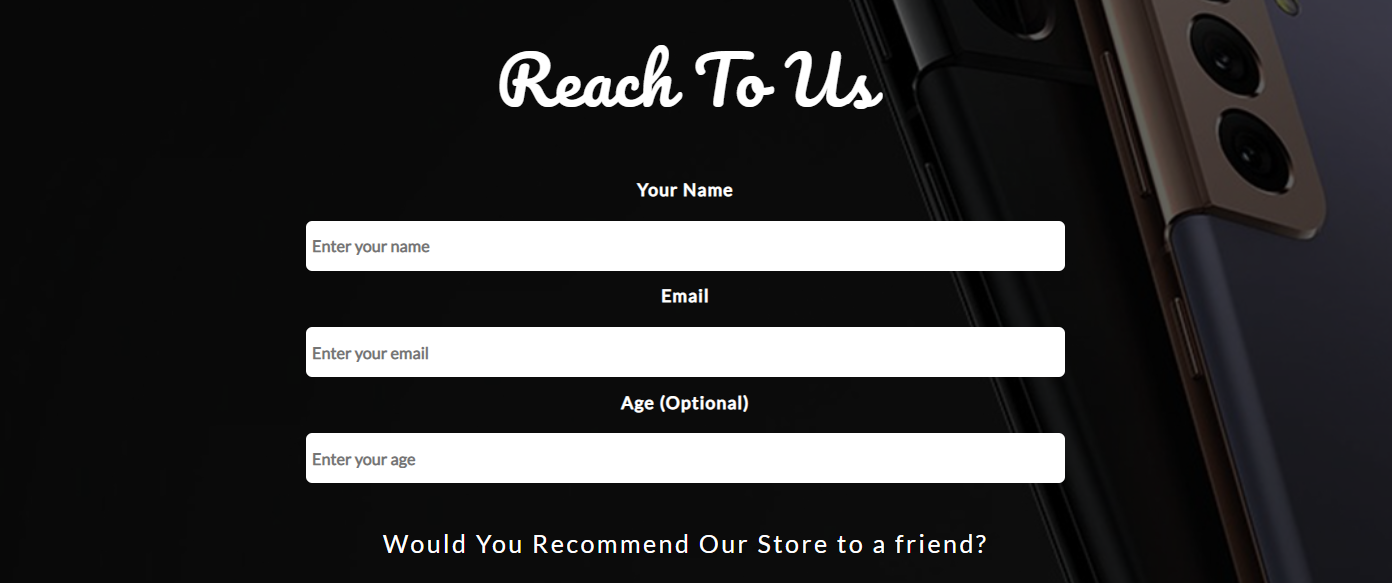 Reach To Us
Your Name
Enter your name
Email
Enter your email
Age (Optional)
Enter your age
Would You Recommend Our Store to a friend?